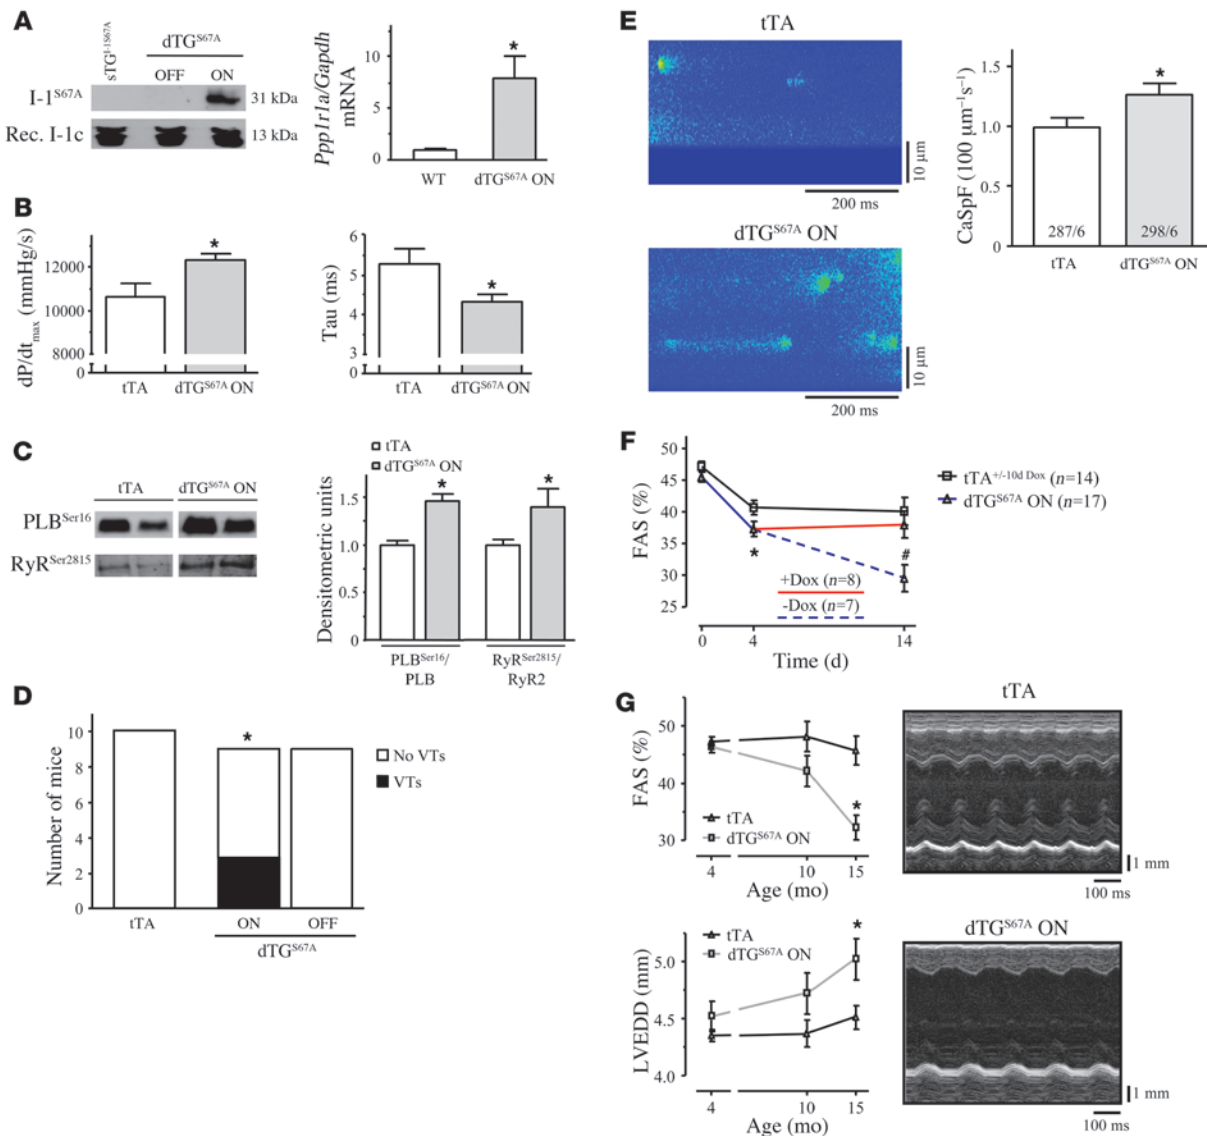 A
sTG^I-1S67A
dTG^S67A
OFF
ON
I-1^S67A
31 kDa
Rec. I-1c
13 kDa
Ppp1r1a/Gapdh
mRNA
10
5
0
*
WT
dTG^S67A ON
B
dP/dt_max (mmHg/s)
12000
10000
8000
0
*
tTA
dTG^S67A ON
Tau (ms)
6
5
4
0
*
tTA
dTG^S67A ON
C
tTA
dTG^S67A ON
PLB^Ser16
RyR^Ser2815
tTA
dTG^S67A ON
Densitometric units
1.5
1.0
0.5
0
*
*
PLB^Ser16/
PLB
RyR^Ser2815/
RyR2
D
Number of mice
10
8
6
4
2
0
*
No VTs
VTs
tTA
ON
OFF
dTG^S67A
E
tTA
10 µm
200 ms
dTG^S67A ON
10 µm
200 ms
CaSpF (100 µm⁻¹s⁻¹)
1.5
1.0
0.5
0
*
287/6
298/6
tTA
dTG^S67A ON
F
FAS (%)
50
45
40
35
30
25
*
#
+Dox (n=8)
-Dox (n=7)
0
4
14
Time (d)
tTA^+/-10d Dox (n=14)
dTG^S67A ON (n=17)
G
FAS (%)
50
40
30
*
tTA
dTG^S67A ON
4
10
15
Age (mo)
tTA
1 mm
100 ms
LVEDD (mm)
5.0
4.5
4.0
*
tTA
dTG^S67A ON
4
10
15
Age (mo)
dTG^S67A ON
1 mm
100 ms